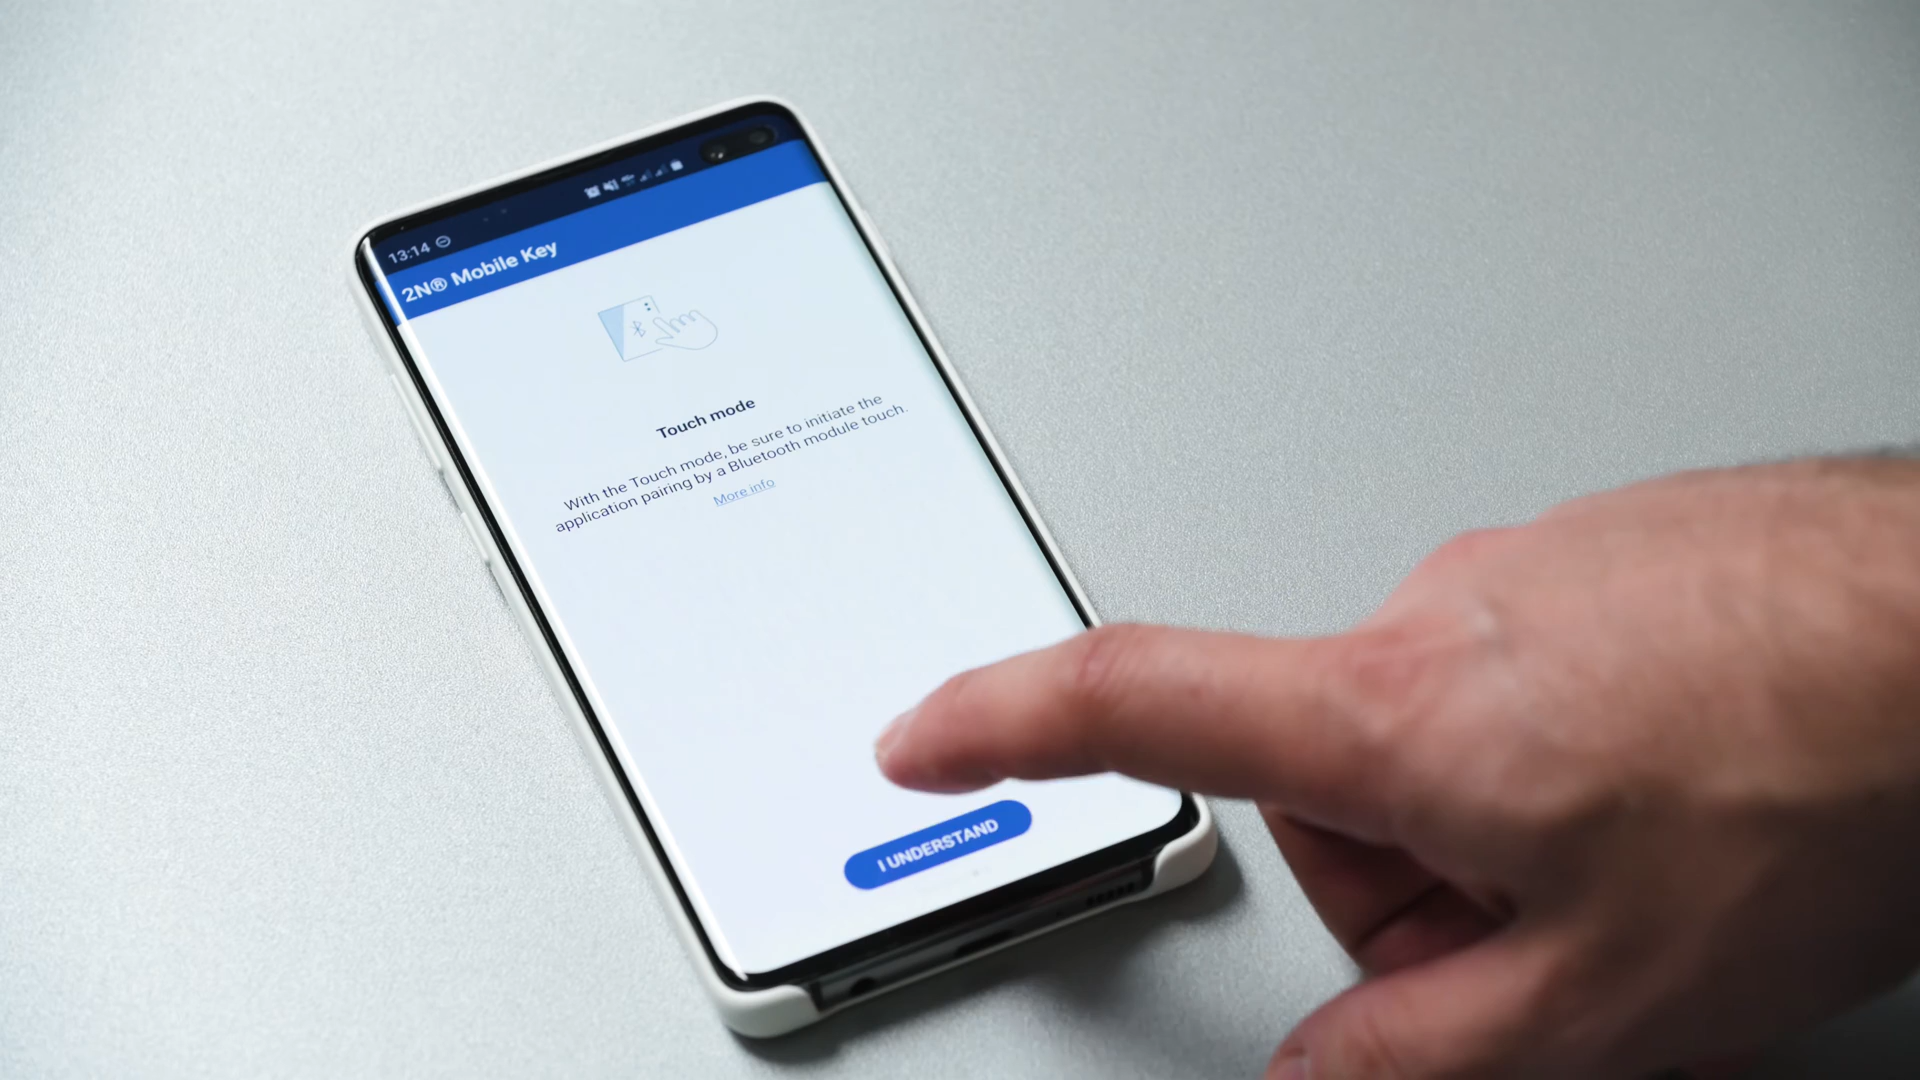 13:14
2N® Mobile Key
Touch mode
With the Touch mode, be sure to initiate the
application pairing by a Bluetooth module touch.
More info
I UNDERSTAND